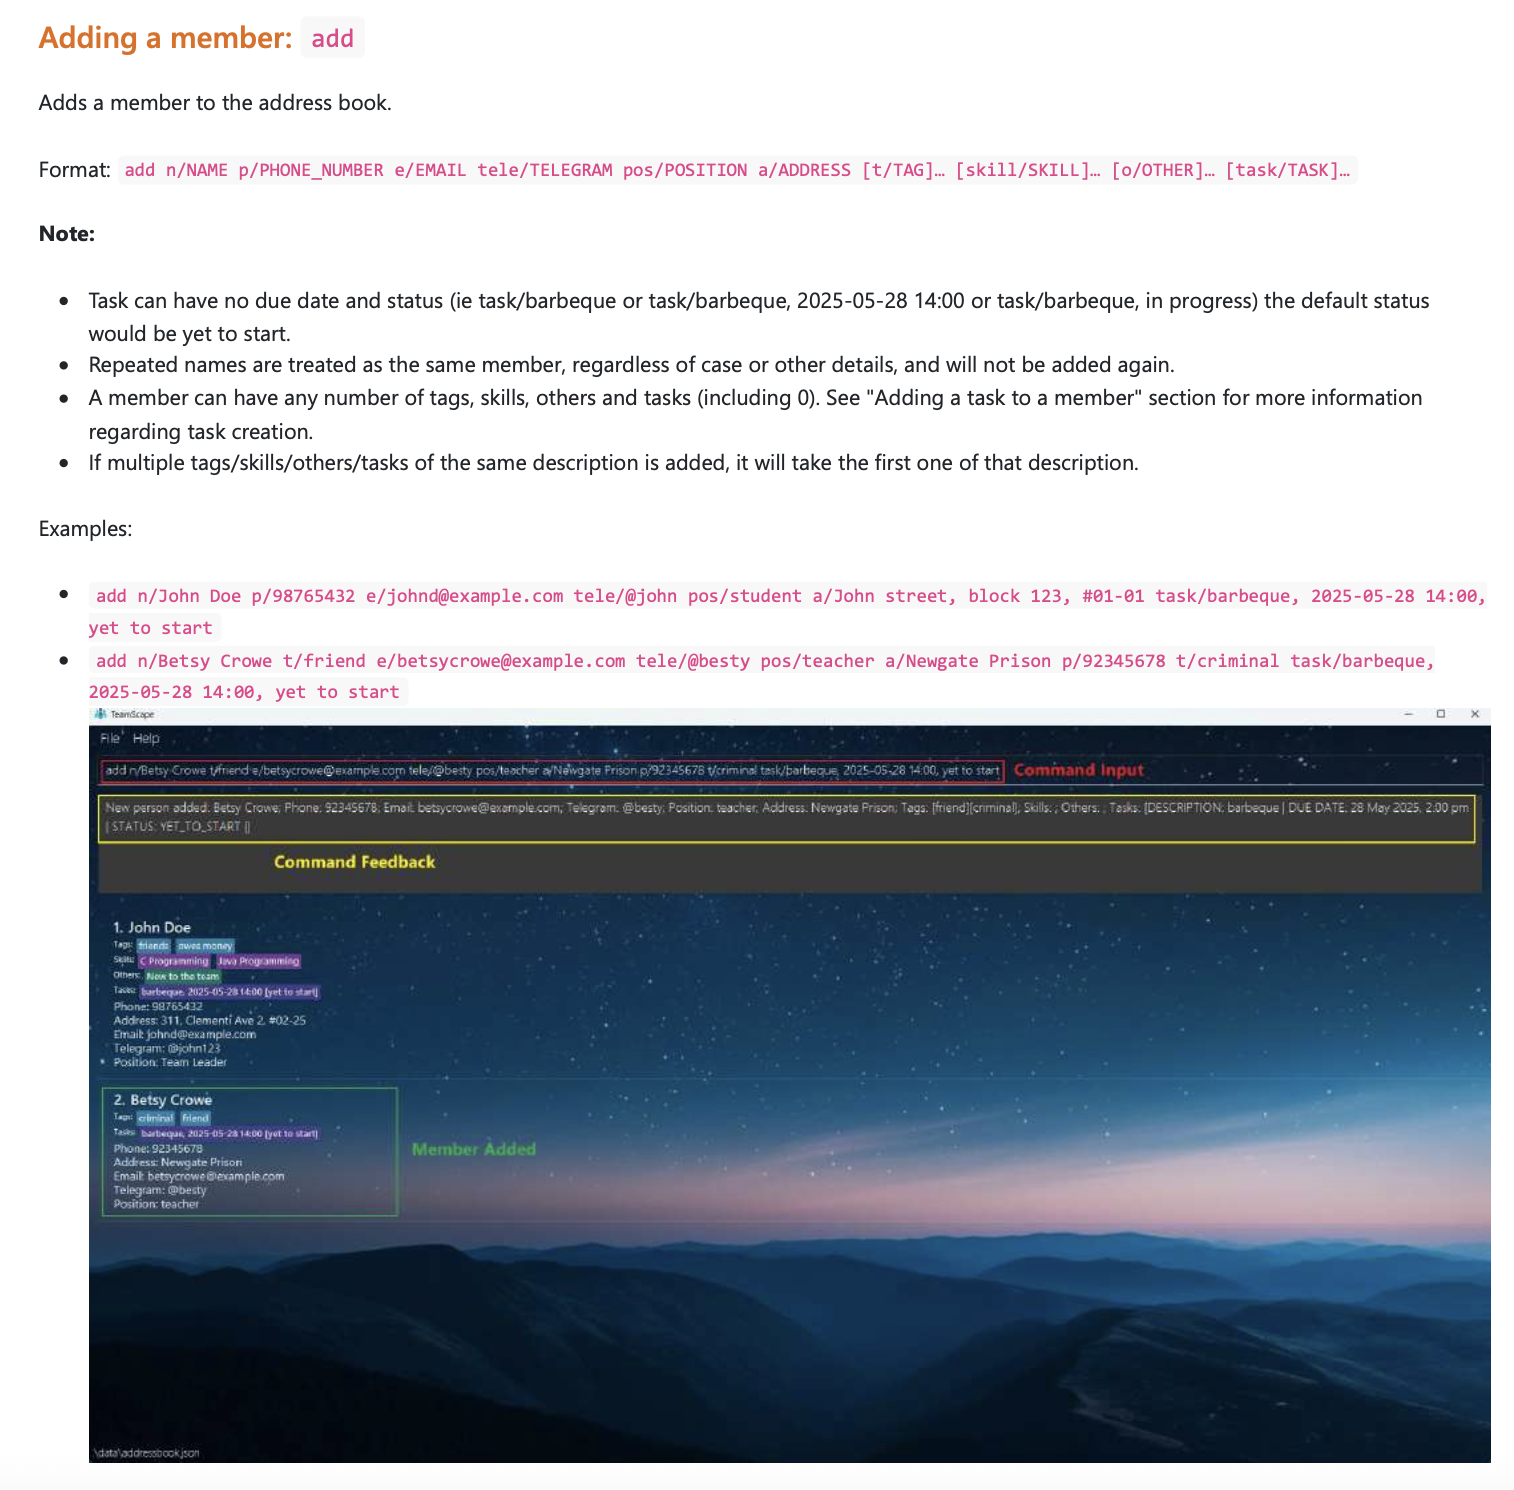 Adding a member: add
Adds a member to the address book.
Format: add n/NAME p/PHONE_NUMBER e/EMAIL tele/TELEGRAM pos/POSITION a/ADDRESS [t/TAG]… [skill/SKILL]… [o/OTHER]… [task/TASK]…
Note:
• Task can have no due date and status (ie task/barbeque or task/barbeque, 2025-05-28 14:00 or task/barbeque, in progress) the default status
would be yet to start.
• Repeated names are treated as the same member, regardless of case or other details, and will not be added again.
• A member can have any number of tags, skills, others and tasks (including 0). See "Adding a task to a member" section for more information
regarding task creation.
• If multiple tags/skills/others/tasks of the same description is added, it will take the first one of that description.
Examples:
• add n/John Doe p/98765432 e/johnd@example.com tele/@john pos/student a/John street, block 123, #01-01 task/barbeque, 2025-05-28 14:00,
yet to start
• add n/Betsy Crowe t/friend e/betsycrowe@example.com tele/@besty pos/teacher a/Newgate Prison p/92345678 t/criminal task/barbeque,
2025-05-28 14:00, yet to start
TeamScape
File Help
add n/Betsy Crowe t/friend e/betsycrowe@example.com tele/@besty pos/teacher a/Newgate Prison p/92345678 t/criminal task/barbeque, 2025-05-28 14:00, yet to start Command Input
New person added: Betsy Crowe; Phone: 92345678; Email: betsycrowe@example.com; Telegram: @besty; Position: teacher; Address: Newgate Prison; Tags: [friend][criminal]; Skills: ; Others: ; Tasks: [DESCRIPTION: barbeque | DUE DATE: 28 May 2025, 2:00 pm
| STATUS: YET_TO_START |]
Command Feedback
1. John Doe
Tags: friends owes money
Skills: C Programming Java Programming
Others: New to the team
Tasks: barbeque, 2025-05-28 14:00 [yet to start]
Phone: 98765432
Address: 311, Clementi Ave 2, #02-25
Email: johnd@example.com
Telegram: @john123
Position: Team Leader
2. Betsy Crowe
Tags: criminal friend
Tasks: barbeque, 2025-05-28 14:00 [yet to start]
Phone: 92345678
Address: Newgate Prison
Email: betsycrowe@example.com
Telegram: @besty
Position: teacher
Member Added
\data\addressbook.json